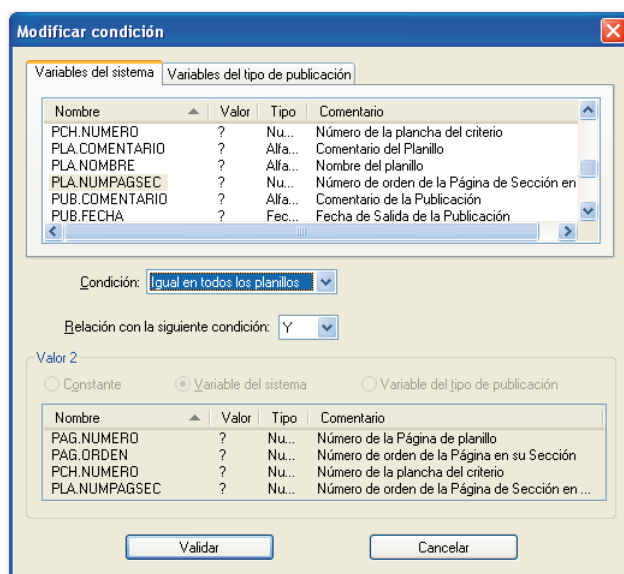 Modificar condición
Variables del sistema Variables del tipo de publicación
Nombre Valor Tipo Comentario
PCH.NUMERO ? Nu... Número de la plancha del criterio
PLA.COMENTARIO ? Alfa... Comentario del Planillo
PLA.NOMBRE ? Alfa... Nombre del planillo
PLA.NUMPAGSEC ? Nu... Número de orden de la Página de Sección en
PUB.COMENTARIO ? Alfa... Comentario de la Publicación
PUB.FECHA ? Fec... Fecha de Salida de la Publicación
Condición: Igual en todos los planillos
Relación con la siguiente condición: Y
Valor 2
Constante Variable del sistema Variable del tipo de publicación
Nombre Valor Tipo Comentario
PAG.NUMERO ? Nu... Número de la Página de planillo
PAG.ORDEN ? Nu... Número de orden de la Página en su Sección
PCH.NUMERO ? Nu... Número de la plancha del criterio
PLA.NUMPAGSEC ? Nu... Número de orden de la Página de Sección en ...
Validar Cancelar